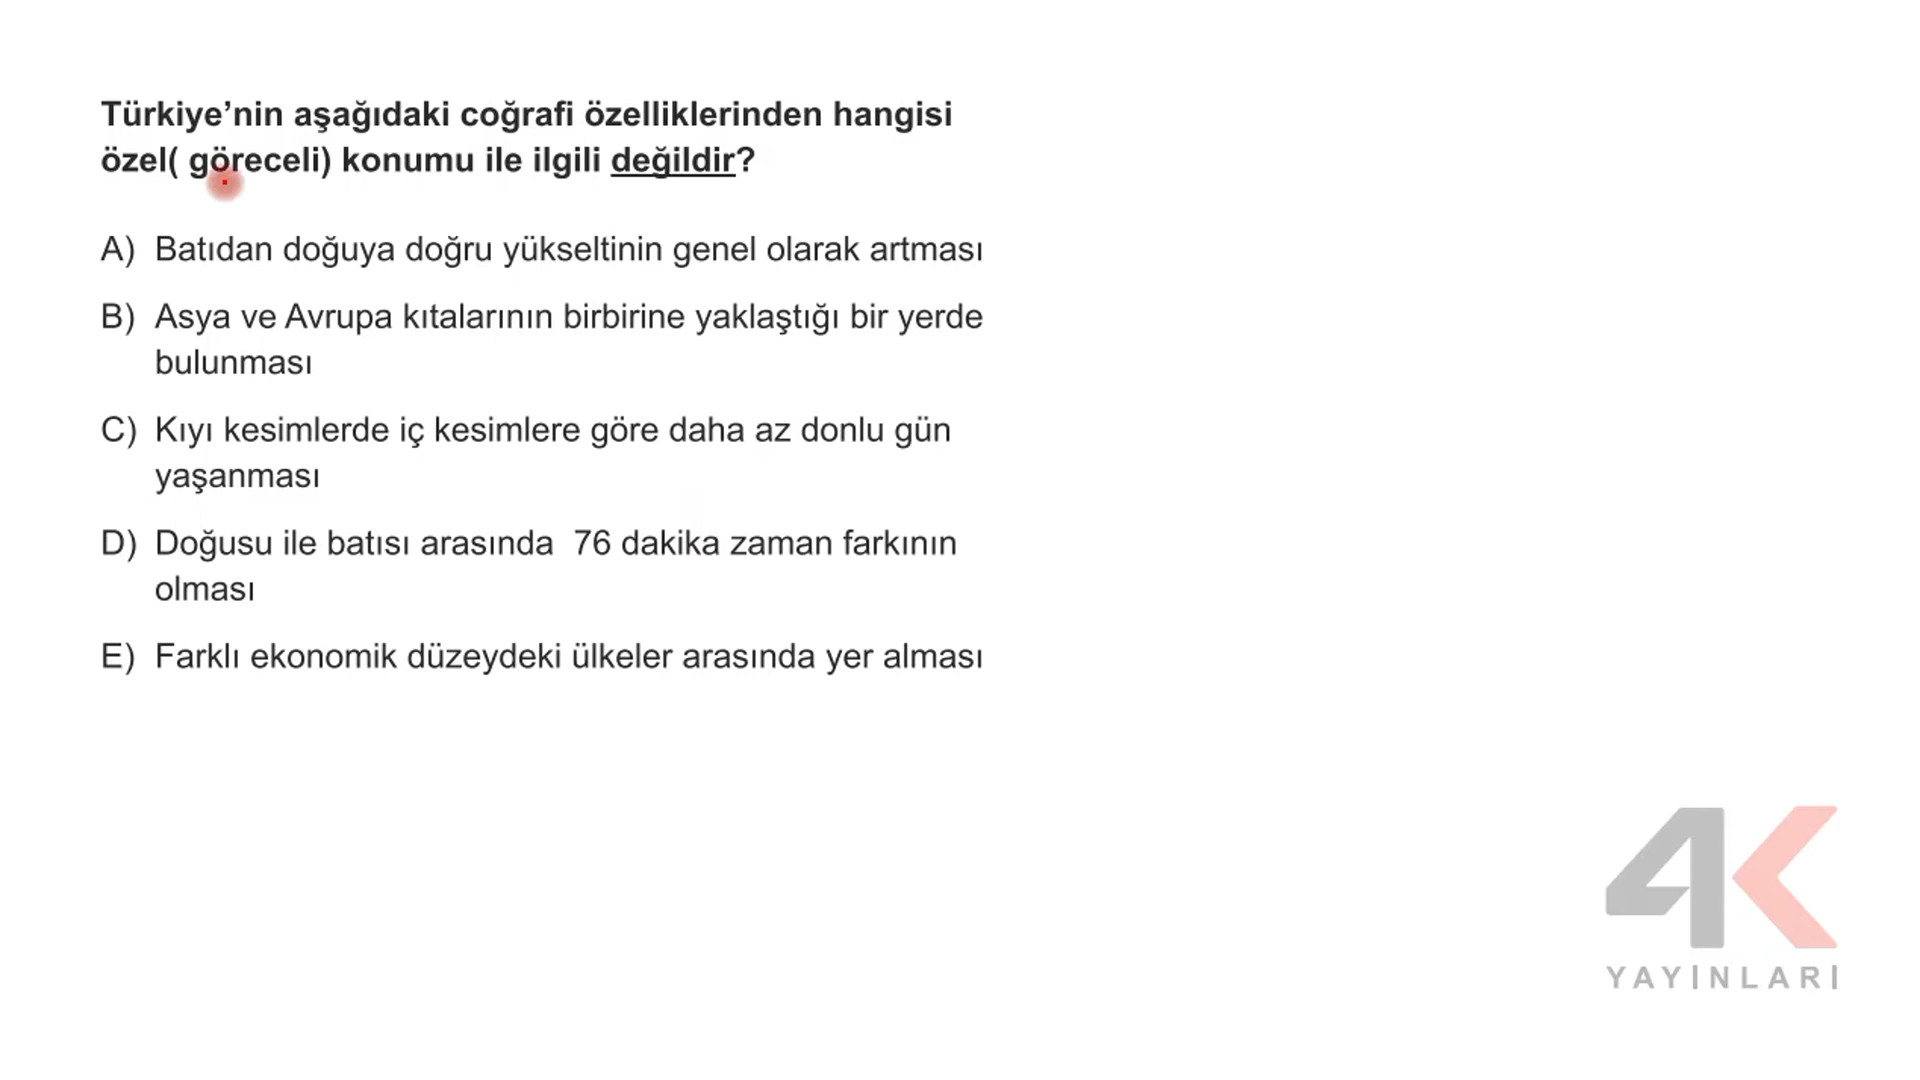 Türkiye’nin aşağıdaki coğrafi özelliklerinden hangisi
özel( göreceli) konumu ile ilgili değildir?
A) Batıdan doğuya doğru yükseltinin genel olarak artması
B) Asya ve Avrupa kıtalarının birbirine yaklaştığı bir yerde
bulunması
C) Kıyı kesimlerde iç kesimlere göre daha az donlu gün
yaşanması
D) Doğusu ile batısı arasında  76 dakika zaman farkının
olması
E) Farklı ekonomik düzeydeki ülkeler arasında yer alması
4K
YAYINLARI